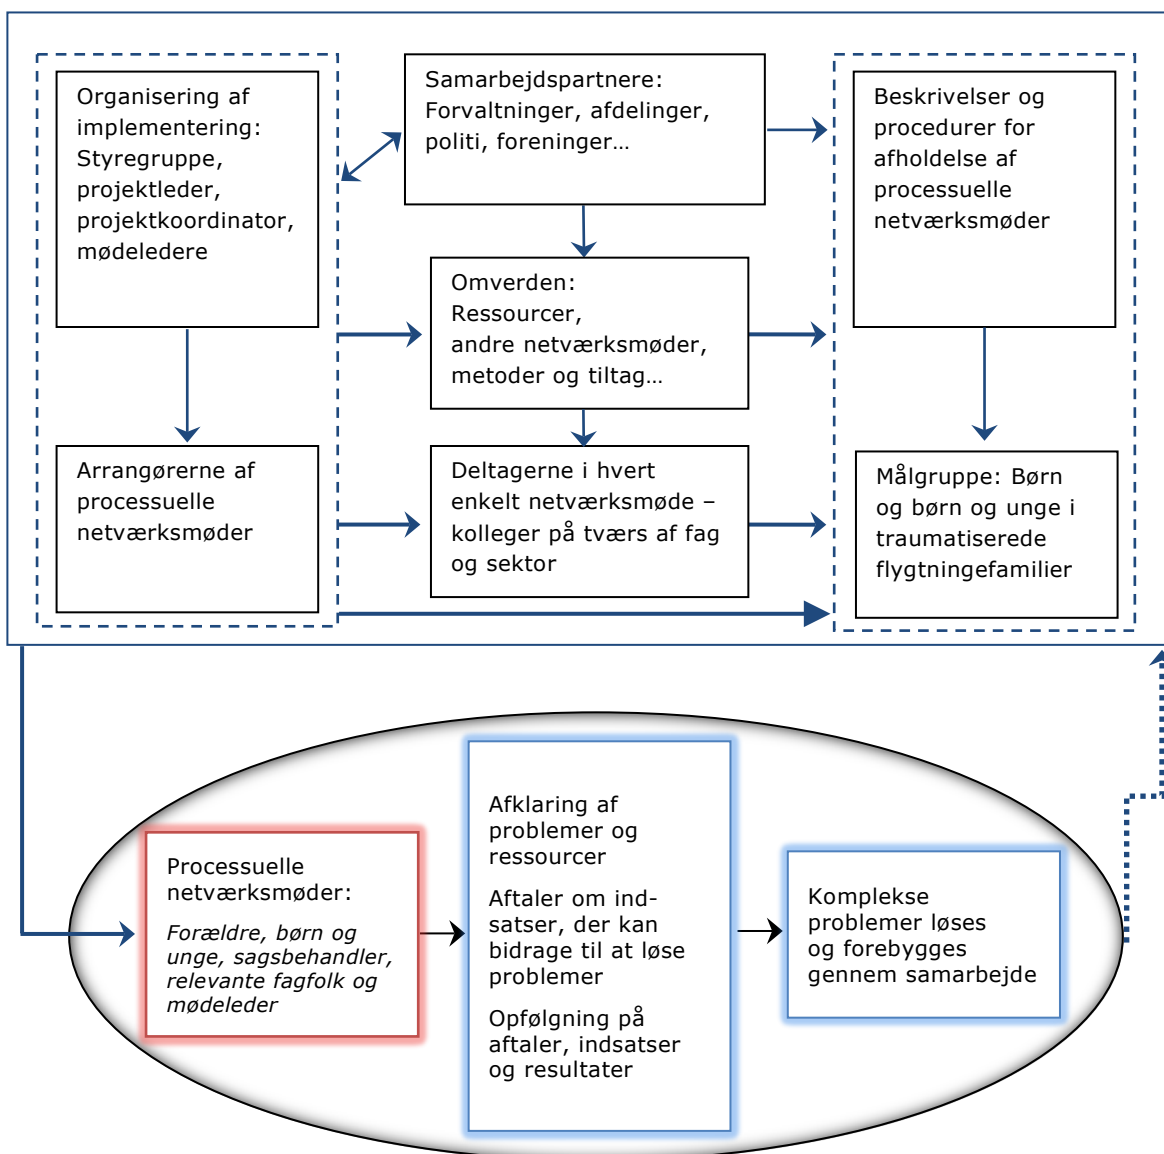 Organisering af
implementering:
Styregruppe,
projektleder,
projektkoordinator,
mødeledere
Samarbejdspartnere:
Forvaltninger, afdelinger,
politi, foreninger…
Beskrivelser og
procedurer for
afholdelse af
processuelle
netværksmøder
Omverden:
Ressourcer,
andre netværksmøder,
metoder og tiltag…
Arrangørerne af
processuelle
netværksmøder
Deltagerne i hvert
enkelt netværksmøde –
kolleger på tværs af fag
og sektor
Målgruppe: Børn
og børn og unge i
traumatiserede
flygtningefamilier
Processuelle
netværksmøder:
Forældre, børn og
unge, sagsbehandler,
relevante fagfolk og
mødeleder
Afklaring af
problemer og
ressourcer
Aftaler om ind-
satser, der kan
bidrage til at løse
problemer
Opfølgning på
aftaler, indsatser
og resultater
Komplekse
problemer løses
og forebygges
gennem samarbejde